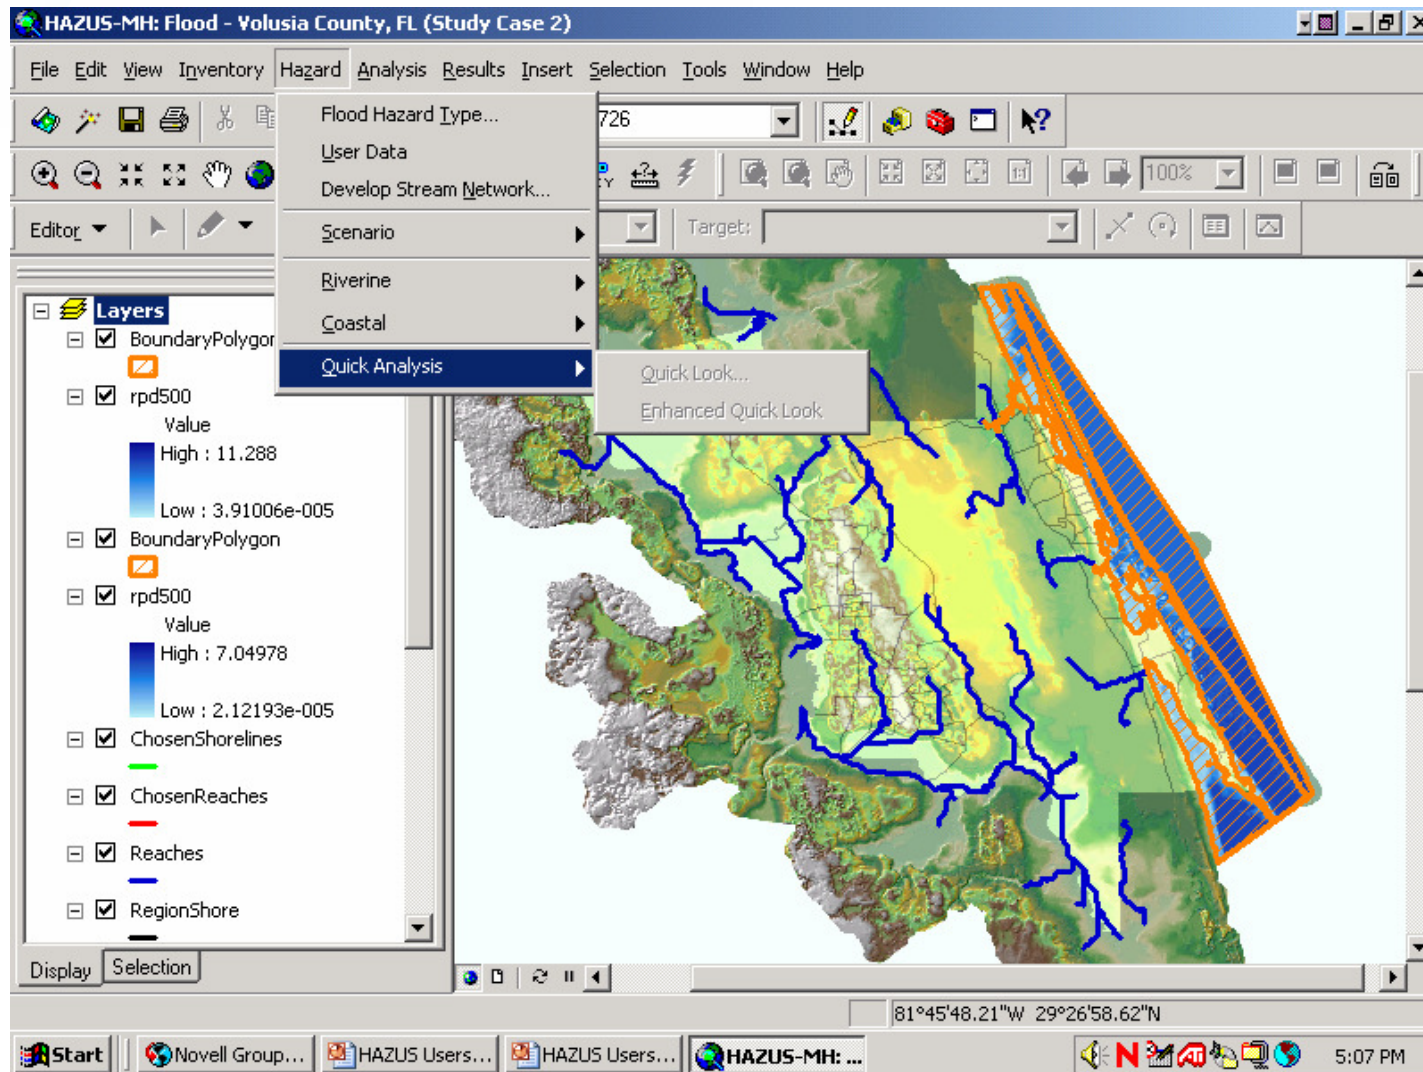 HAZUS-MH: Flood - Volusia County, FL (Study Case 2)
File Edit View Inventory Hazard Analysis Results Insert Selection Tools Window Help
Flood Hazard Type...
User Data
Develop Stream Network...
Scenario
Riverine
Coastal
Quick Analysis
Quick Look...
Enhanced Quick Look
726
1:1
100%
Editor
Target:
Layers
BoundaryPolygon
rpd500
Value
High : 11.288
Low : 3.91006e-005
BoundaryPolygon
rpd500
Value
High : 7.04978
Low : 2.12193e-005
ChosenShorelines
ChosenReaches
Reaches
RegionShore
Display Selection
81°45'48.21"W 29°26'58.62"N
Start Novell Group... HAZUS Users... HAZUS Users... HAZUS-MH: ... N 5:07 PM